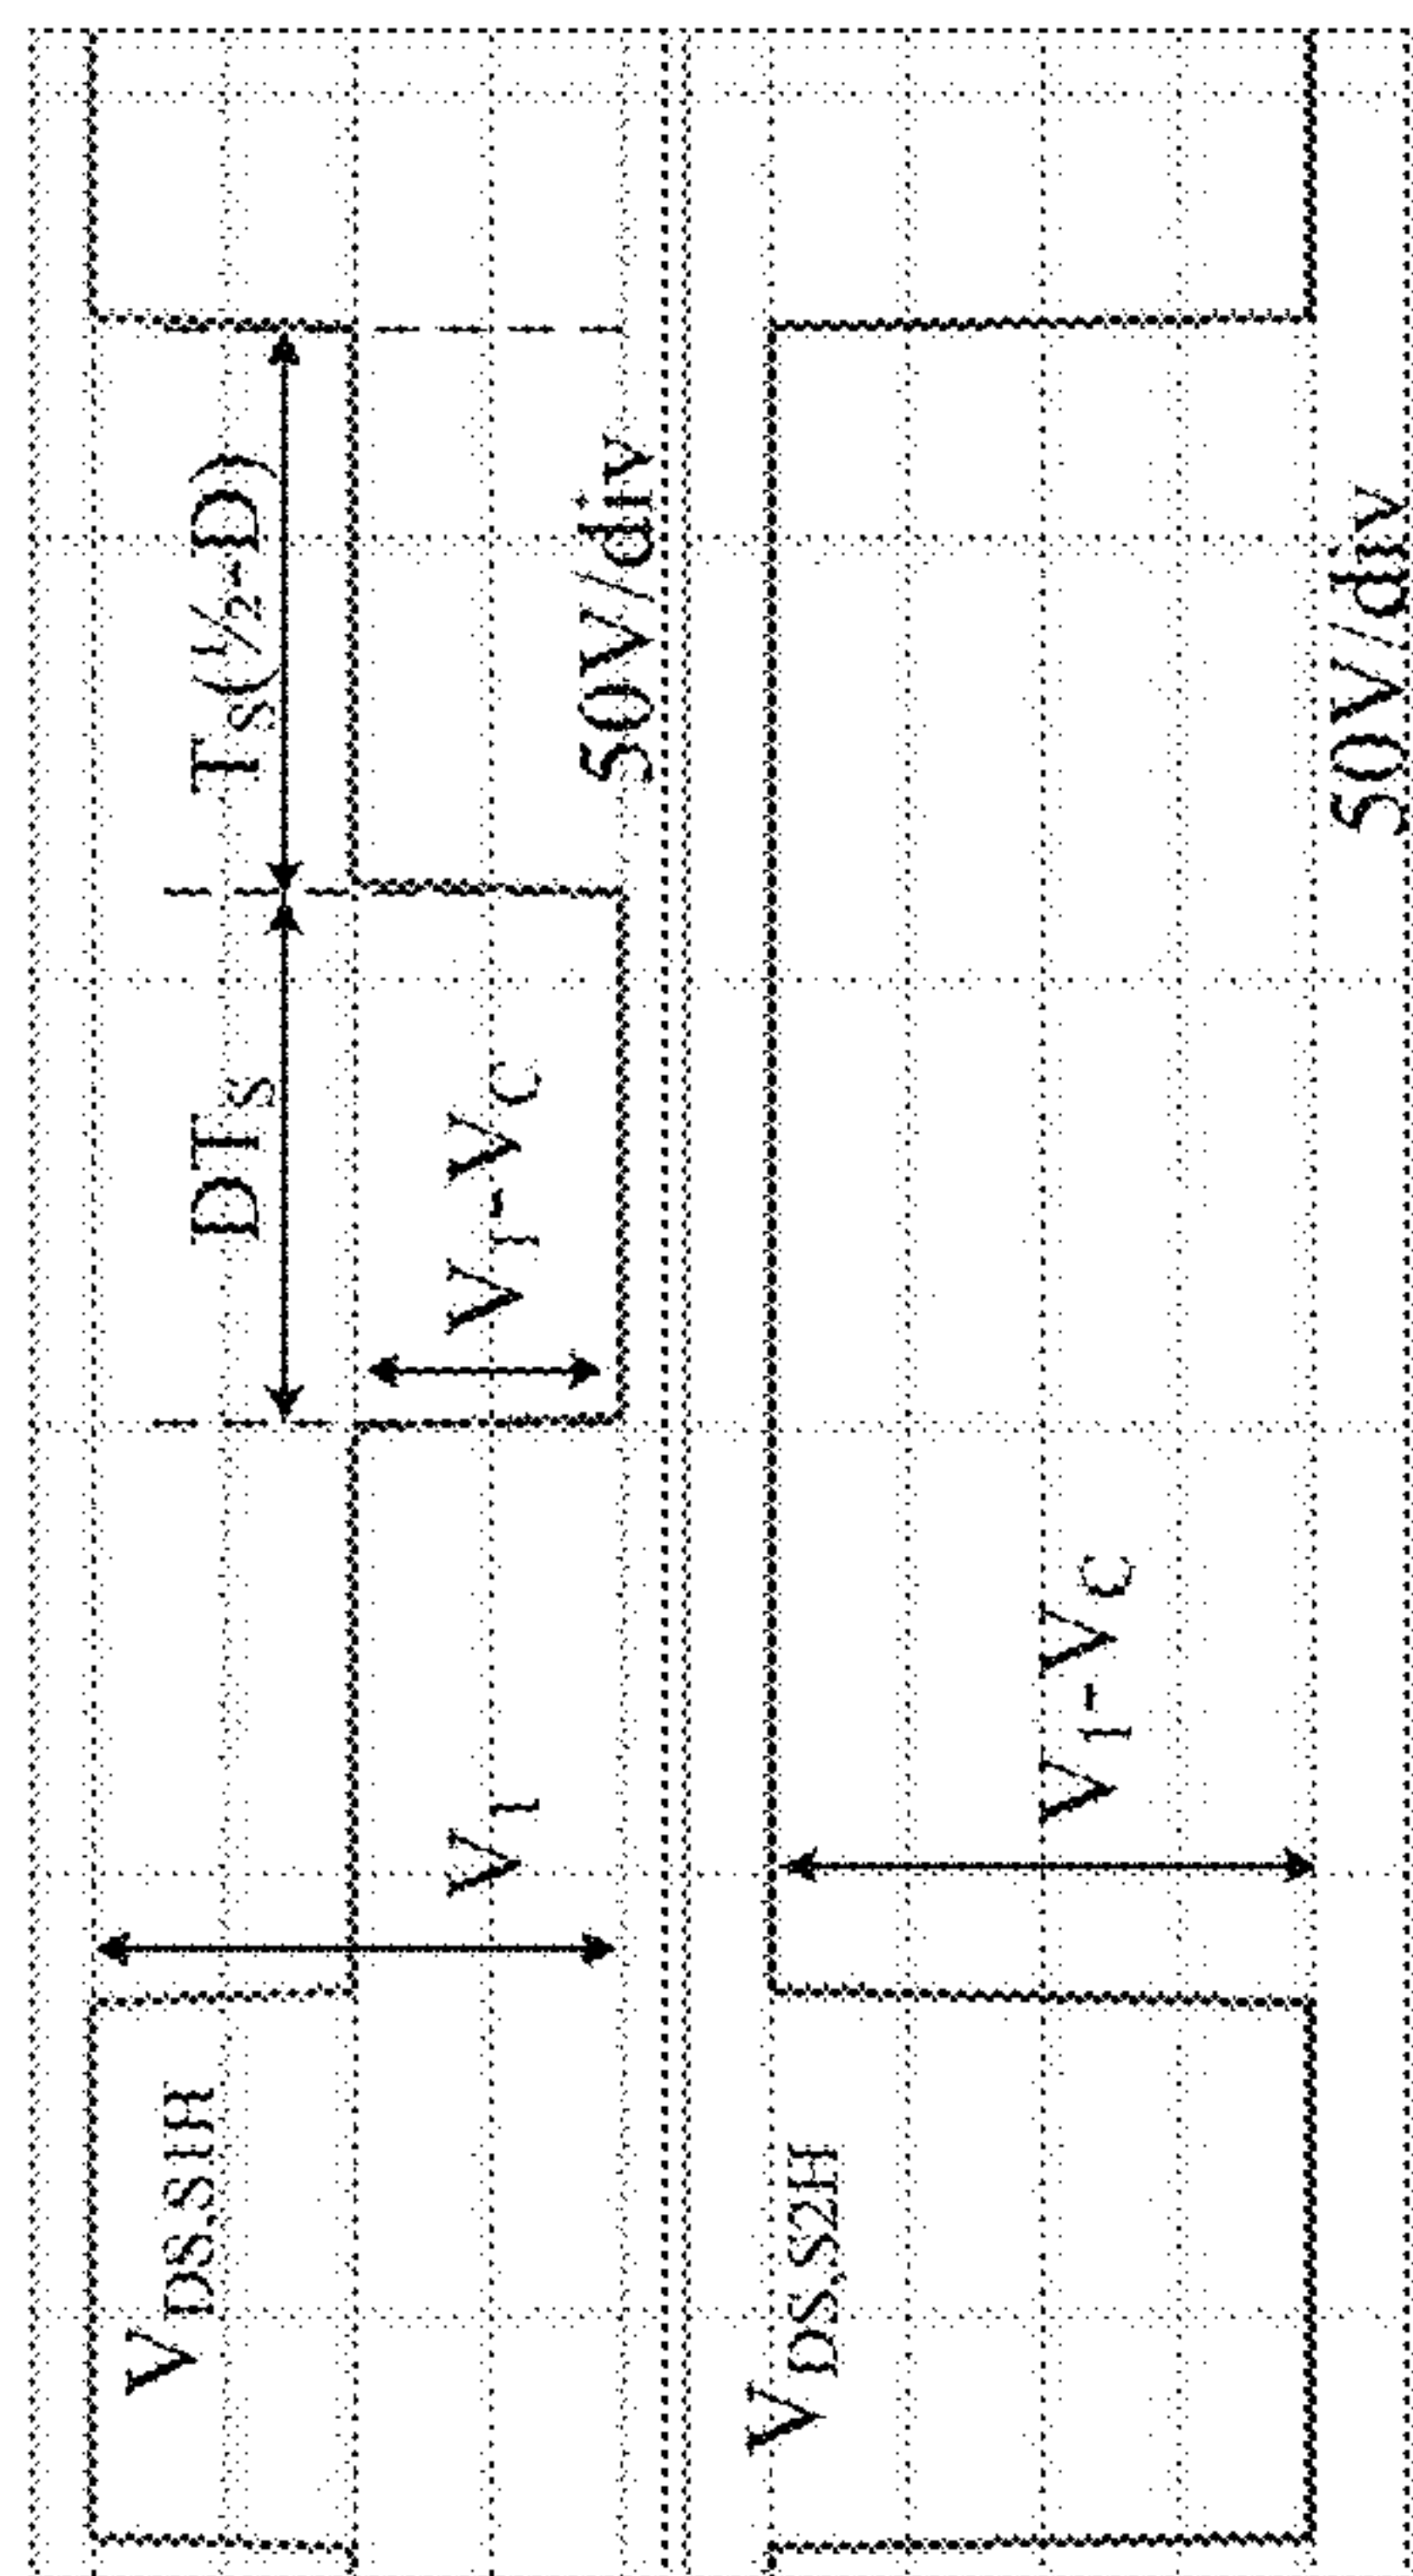 V_DS,S1H
V_1
V_1-V_C
DT_S
T_S(½-D)
50V/div
V_DS,S2H
V_1-V_C
50V/div